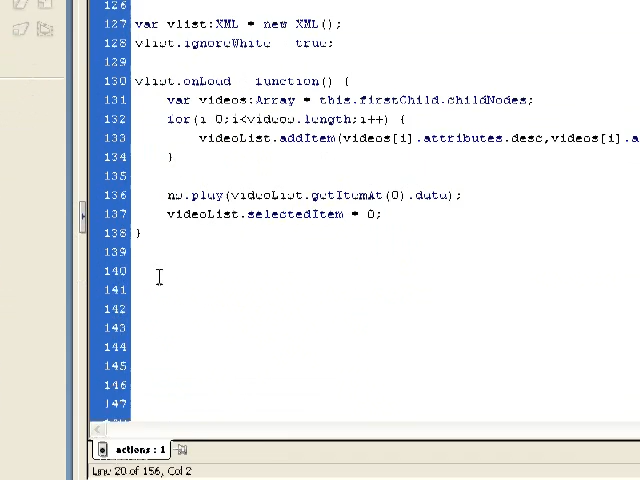 126
127 var vlist:XML = new XML();
128 vlist.ignoreWhite = true;
129
130 vlist.onLoad = function() {
131 var videos:Array = this.firstChild.childNodes;
132 for(i=0;i<videos.length;i++) {
133 videoList.addItem(videos[i].attributes.desc,videos[i].a
134 }
135
136 ns.play(videoList.getItemAt(0).data);
137 videoList.selectedItem = 0;
138 }
139
140
141
142
143
144
145
146
147
actions : 1
Line 20 of 156, Col 2